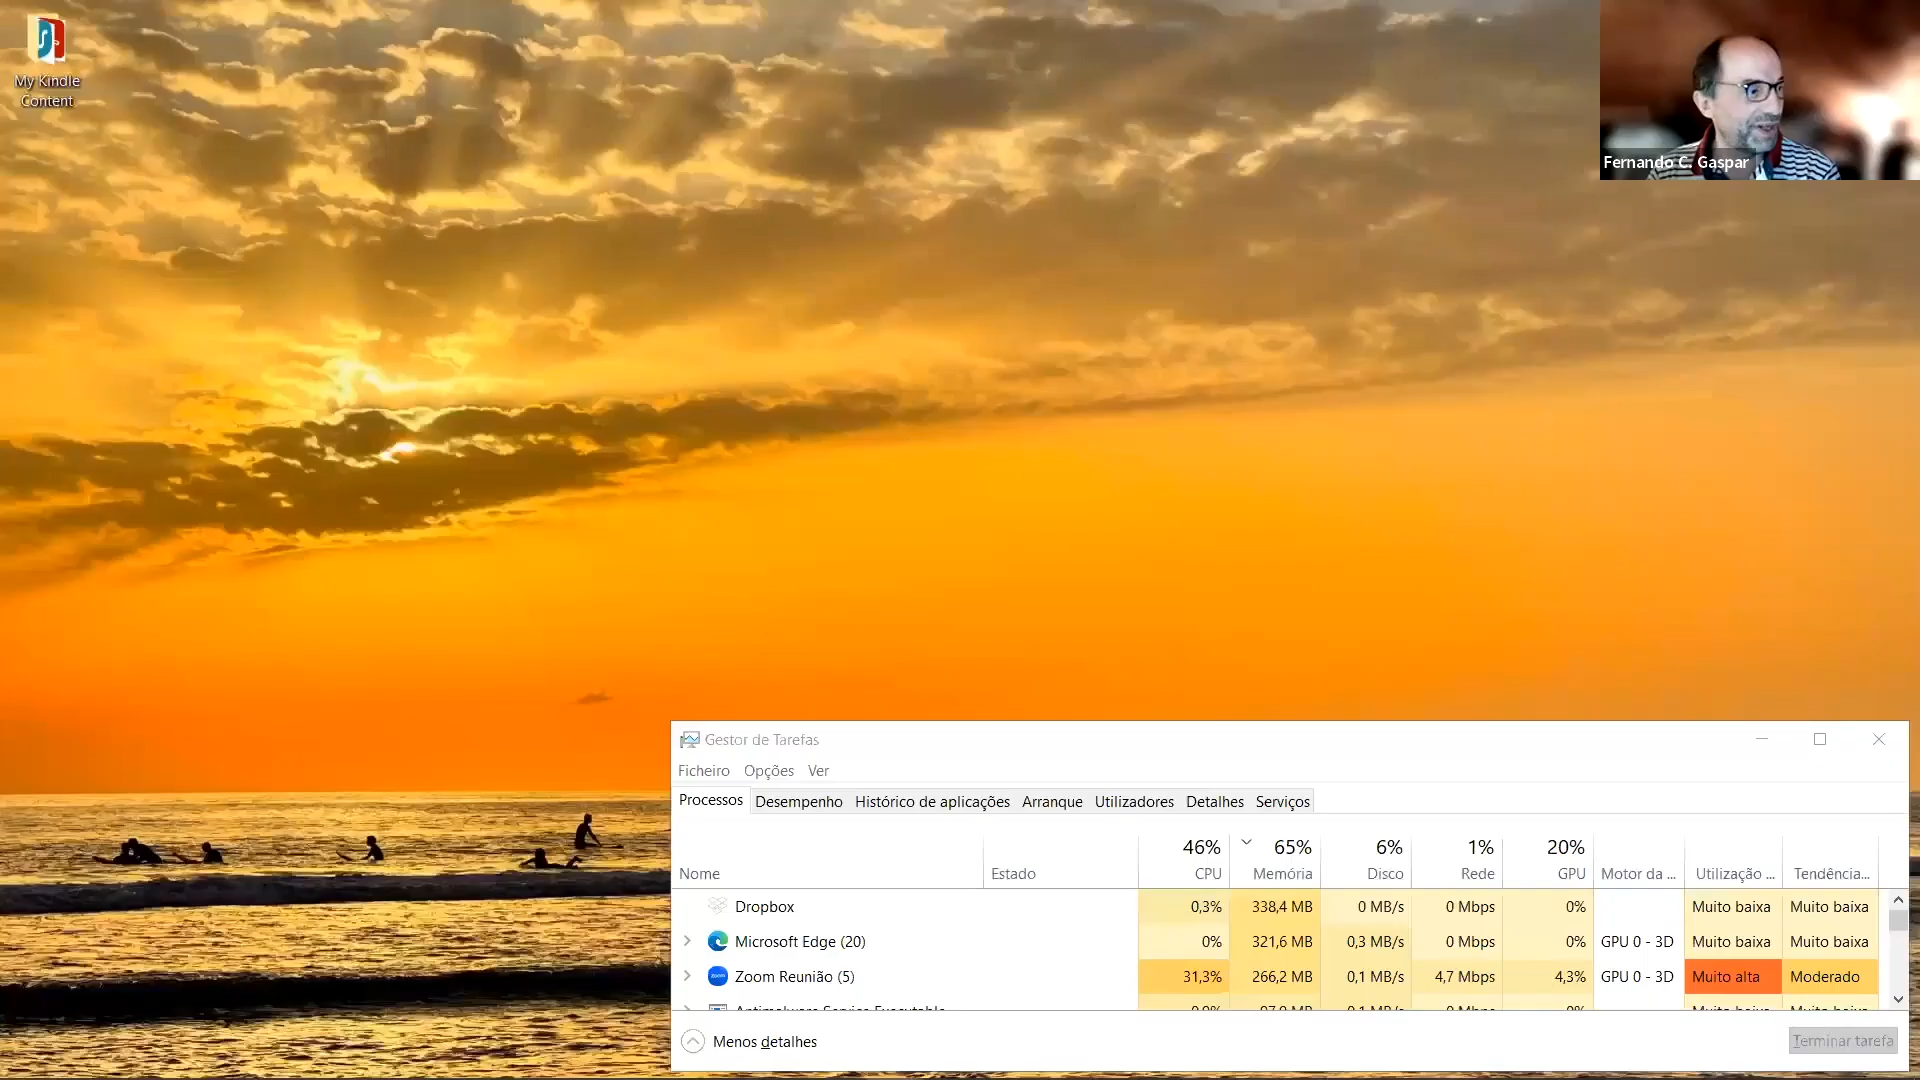 My Kindle
Content
Fernando C. Gaspar
Gestor de Tarefas
Ficheiro Opções Ver
Processos Desempenho Histórico de aplicações Arranque Utilizadores Detalhes Serviços
46% 65% 6% 1% 20%
Nome Estado CPU Memória Disco Rede GPU Motor da ... Utilização ... Tendência...
Dropbox 0,3% 338,4 MB 0 MB/s 0 Mbps 0% Muito baixa Muito baixa
Microsoft Edge (20) 0% 321,6 MB 0,3 MB/s 0 Mbps 0% GPU 0 - 3D Muito baixa Muito baixa
Zoom Reunião (5) 31,3% 266,2 MB 0,1 MB/s 4,7 Mbps 4,3% GPU 0 - 3D Muito alta Moderado
Antimalware Service Executable
Menos detalhes
Terminar tarefa